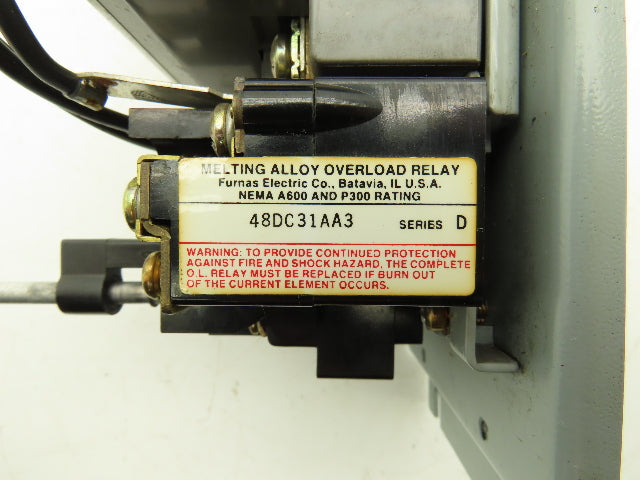 MELTING ALLOY OVERLOAD RELAY
Furnas Electric Co., Batavia, IL U.S.A.
NEMA A600 AND P300 RATING
48DC31AA3 SERIES D
WARNING: TO PROVIDE CONTINUED PROTECTION
AGAINST FIRE AND SHOCK HAZARD, THE COMPLETE
O.L. RELAY MUST BE REPLACED IF BURN OUT
OF THE CURRENT ELEMENT OCCURS.